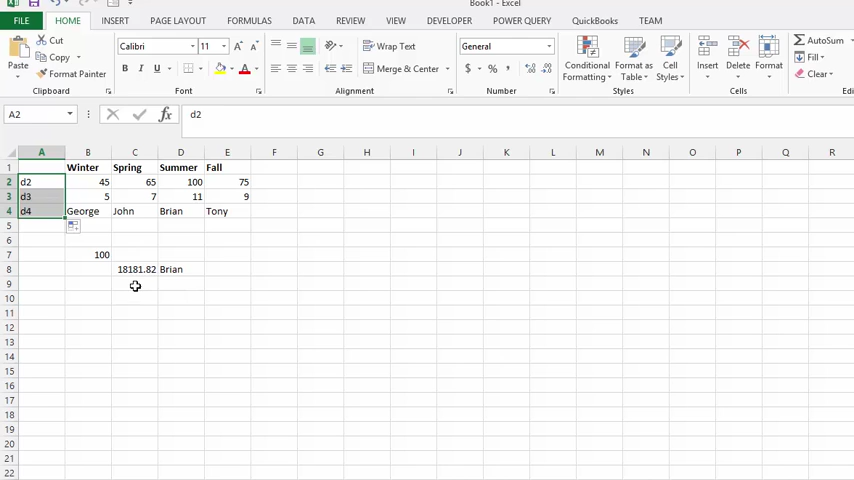 Book1 - Excel
FILE HOME INSERT PAGE LAYOUT FORMULAS DATA REVIEW VIEW DEVELOPER POWER QUERY QuickBooks TEAM
Paste
Cut
Copy
Format Painter
Clipboard
Calibri 11
B I U
Font
Wrap Text
Merge & Center
Alignment
General
$ % ,
Number
Conditional Formatting
Format as Table
Cell Styles
Styles
Insert Delete Format
Cells
AutoSum
Fill
Clear
A2 fx d2
A B C D E F G H I J K L M N O P Q R
1 Winter Spring Summer Fall
2 d2 45 65 100 75
3 d3 5 7 11 9
4 d4 George John Brian Tony
5
6
7 100
8 18181.82 Brian
9
10
11
12
13
14
15
16
17
18
19
20
21
22